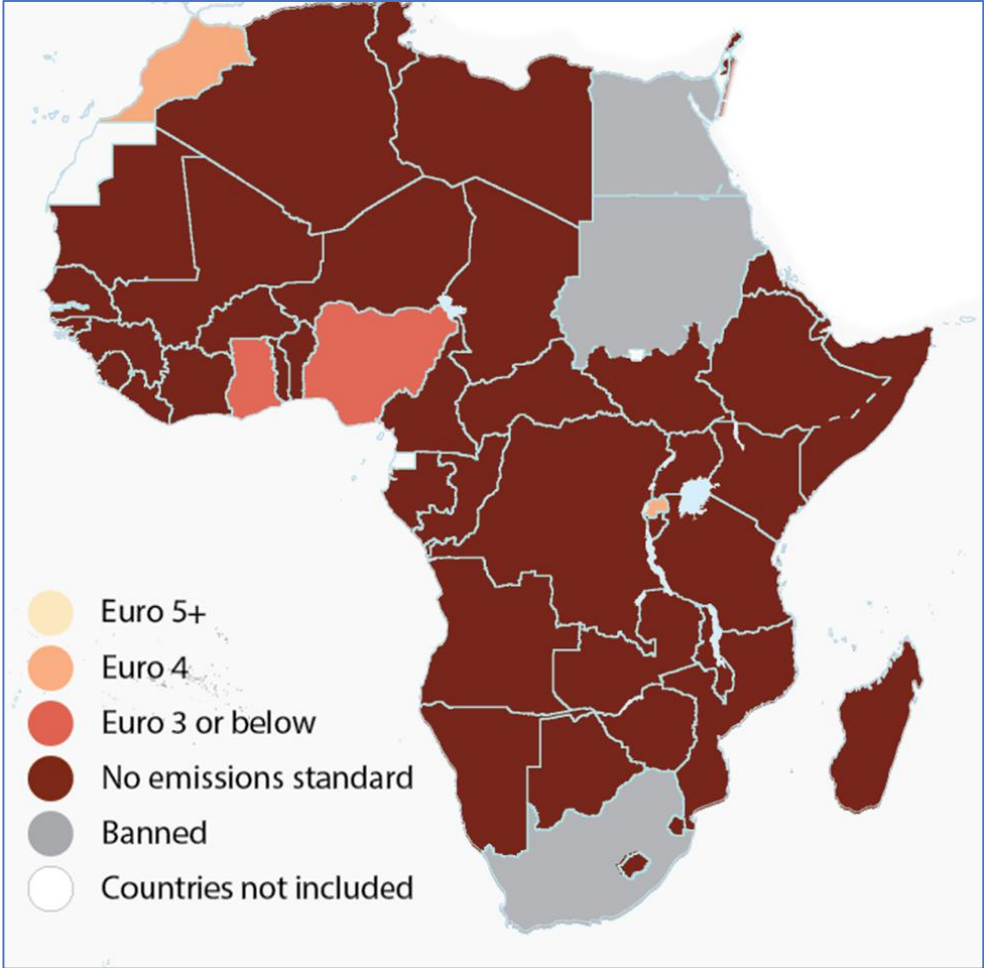 Euro 5+
Euro 4
Euro 3 or below
No emissions standard
Banned
Countries not included